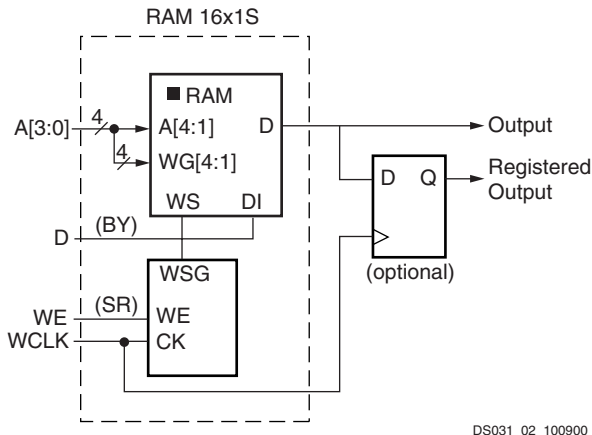 RAM 16x1S
RAM
A[3:0]
4
A[4:1]
D
Output
4
WG[4:1]
D
Q
Registered
Output
WS
DI
D
(BY)
WSG
(optional)
WE
(SR)
WE
WCLK
CK
DS031_02_100900